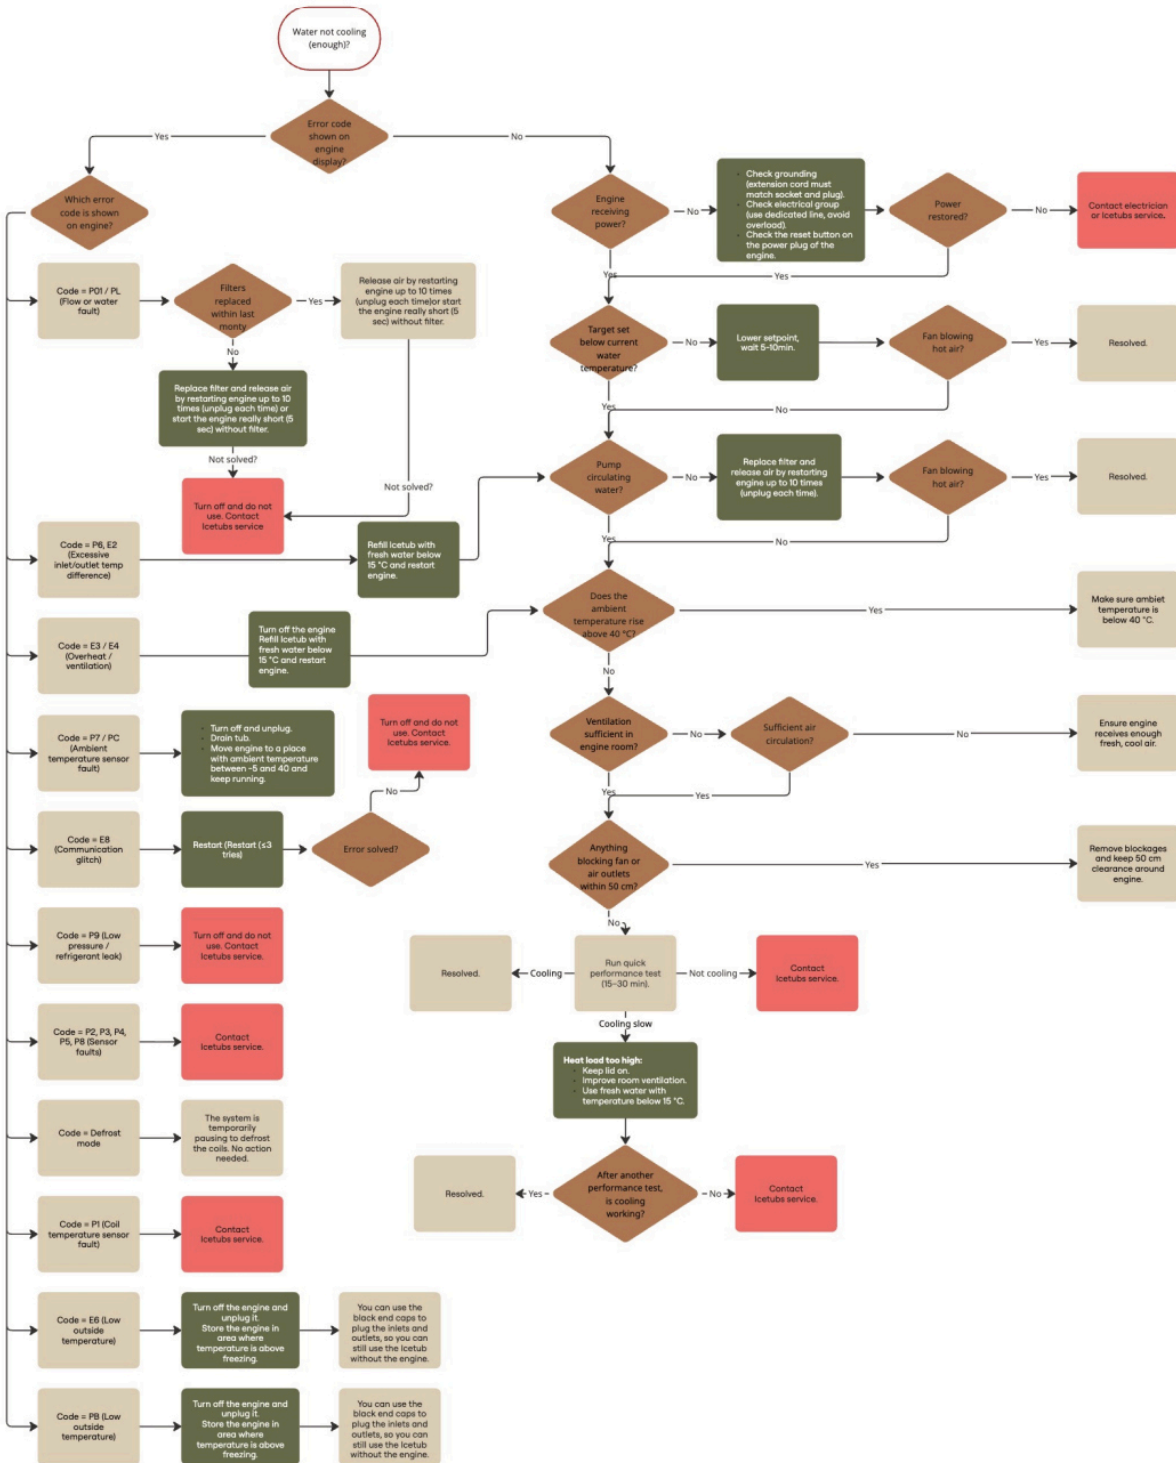 Water not cooling
(enough)?
Error code
shown on
engine
display?
Yes
No
Which error
code is shown
on engine?
Engine
receiving
power?
No
Check grounding
(extension cord must
match socket and plug).
Check electrical group
(use dedicated line, avoid
overload).
Check the reset button on
the power plug of the
engine.
Power
restored?
No
Contact electrician
or Icetubs service.
Yes
Yes
Code = P01 / PL
(Flow or water
fault)
Filters
replaced
within last
monty
Yes
Release air by restarting
engine up to 10 times
(unplug each time)or start
the engine really short (5
sec) without filter.
No
Replace filter and release air
by restarting engine up to 10
times (unplug each time) or
start the engine really short (5
sec) without filter.
Not solved?
Not solved?
Turn off and do not
use. Contact
Icetubs service
Target set
below current
water
temperature?
No
Lower setpoint,
wait 5-10min.
Fan blowing
hot air?
Yes
Resolved.
Yes
No
Pump
circulating
water?
No
Replace filter and
release air by restarting
engine up to 10 times
(unplug each time).
Fan blowing
hot air?
Yes
Resolved.
Yes
No
Code = P6, E2
(Excessive
inlet/outlet temp
difference)
Refill Icetub with
fresh water below
15 °C and restart
engine.
Does the
ambient
temperature rise
above 40 °C?
Yes
Make sure ambiet
temperature is
below 40 °C.
No
Code = E3 / E4
(Overheat /
ventilation)
Turn off the engine
Refill Icetub with
fresh water below
15 °C and restart
engine.
Code = P7 / PC
(Ambient
temperature sensor
fault)
Turn off and unplug.
Drain tub.
Move engine to a place
with ambient temperature
between -5 and 40 and
keep running.
Turn off and do not
use. Contact
Icetubs service.
No
Ventilation
sufficient in
engine room?
No
Sufficient air
circulation?
No
Ensure engine
receives enough
fresh, cool air.
Yes
Yes
Code = E8
(Communication
glitch)
Restart (Restart (≤3
tries)
Error solved?
Anything
blocking fan or
air outlets
within 50 cm?
Yes
Remove blockages
and keep 50 cm
clearance around
engine.
No
Code = P9 (Low
pressure /
refrigerant leak)
Turn off and do not
use. Contact
Icetubs service.
Resolved.
Cooling
Run quick
performance test
(15-30 min).
Not cooling
Contact
Icetubs service.
Cooling slow
Code = P2, P3, P4,
P5, P8 (Sensor
faults)
Contact
Icetubs service.
Heat load too high:
Keep lid on.
Improve room ventilation.
Use fresh water with
temperature below 15 °C.
Code = Defrost
mode
The system is
temporarily
pausing to defrost
the coils. No action
needed.
Resolved.
Yes
After another
performance test,
is cooling
working?
No
Contact
Icetubs service.
Code = P1 (Coil
temperature sensor
fault)
Contact
Icetubs service.
Code = E6 (Low
outside
temperature)
Turn off the engine and
unplug it.
Store the engine in
area where
temperature is above
freezing.
You can use the
black end caps to
plug the inlets and
outlets, so you can
still use the Icetub
without the engine.
Code = PB (Low
outside
temperature)
Turn off the engine and
unplug it.
Store the engine in
area where
temperature is above
freezing.
You can use the
black end caps to
plug the inlets and
outlets, so you can
still use the Icetub
without the engine.